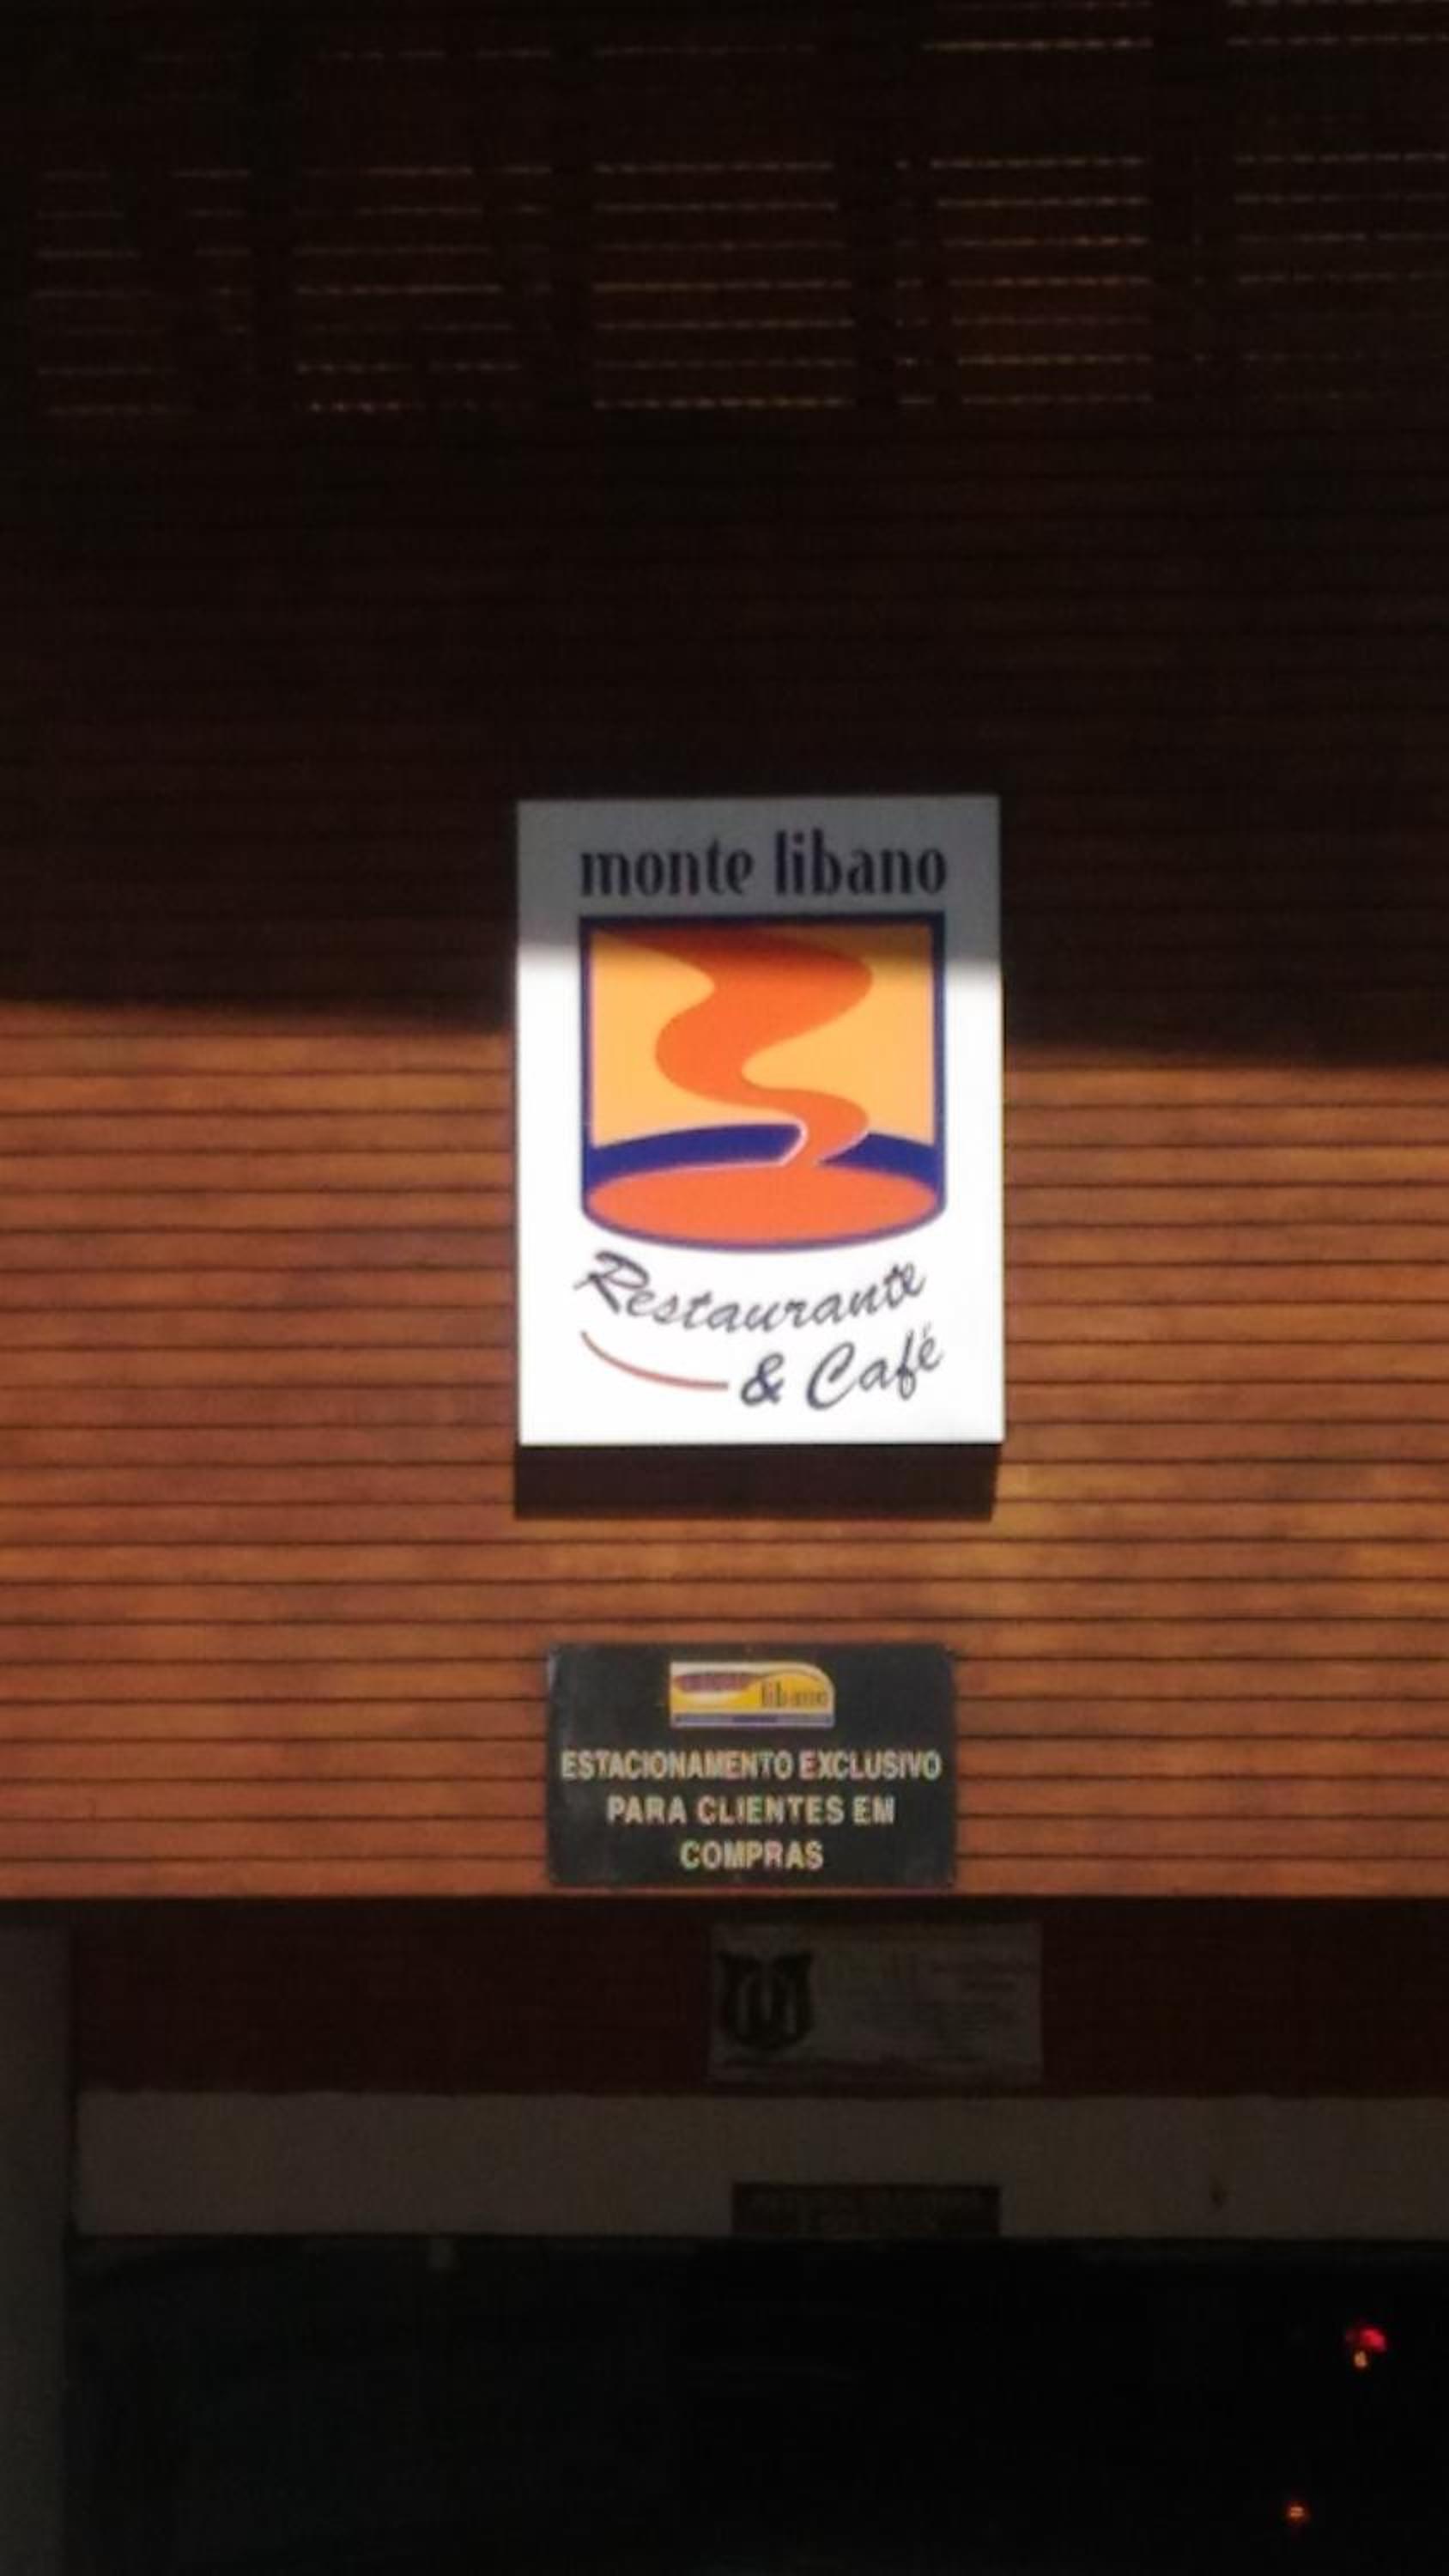 monte libano
Restaurante
& Café
libano
ESTACIONAMENTO EXCLUSIVO
PARA CLIENTES EM
COMPRAS